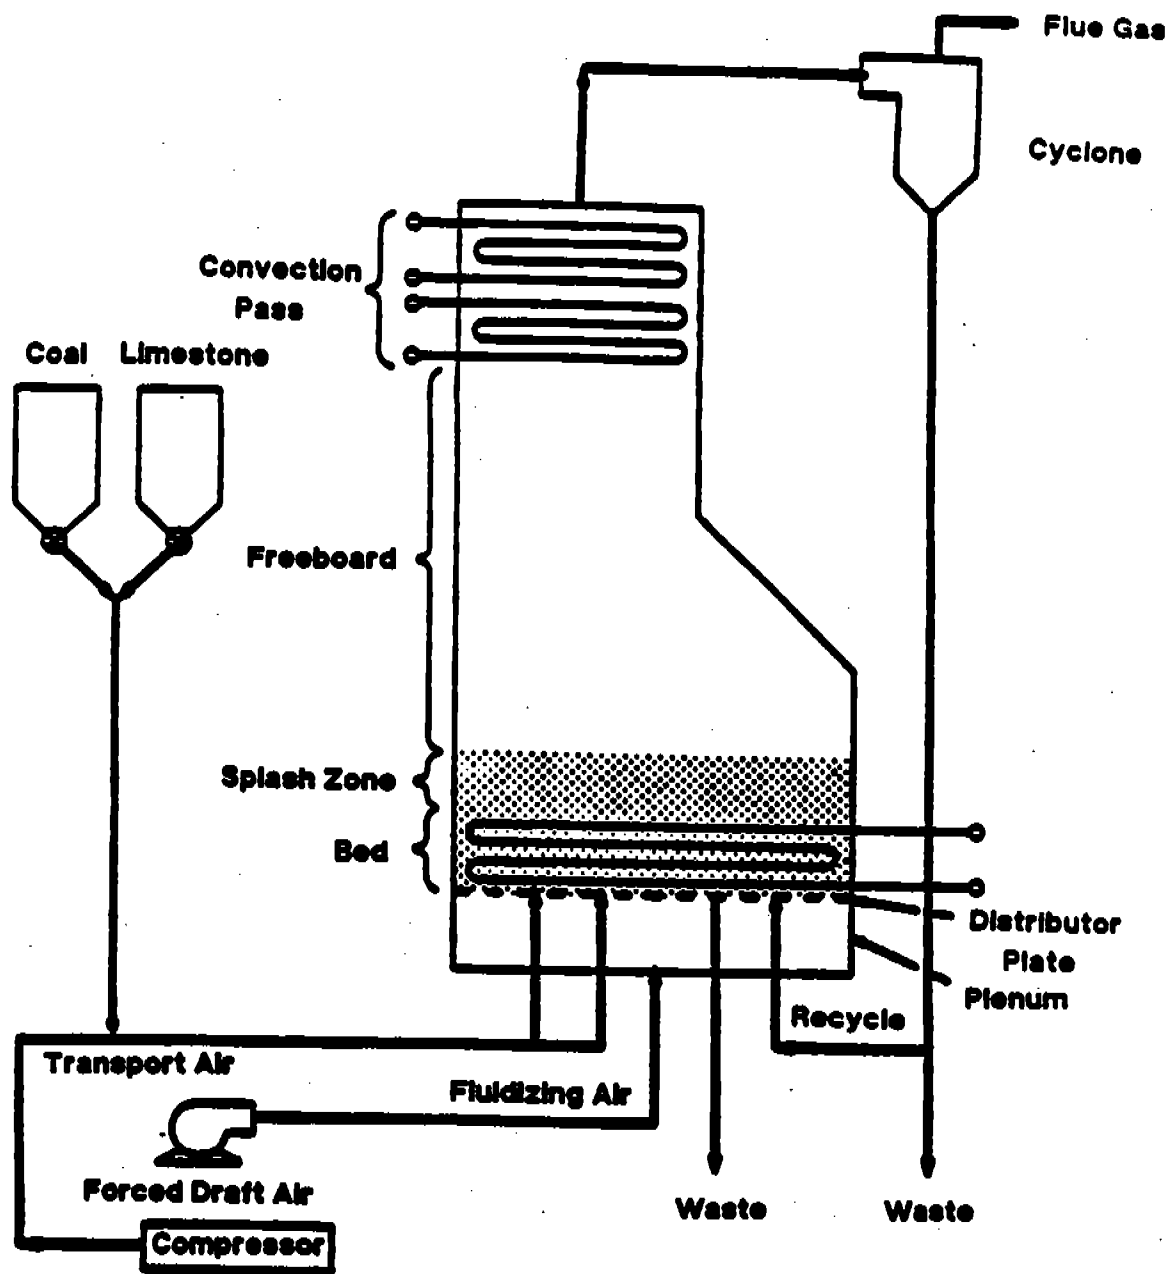 Flue Gas
Cyclone
Convection
Pass
Coal
Limestone
Freeboard
Splash Zone
Bed
Distributor
Plate
Plenum
Recycle
Transport Air
Fluidizing Air
Forced Draft Air
Compressor
Waste
Waste